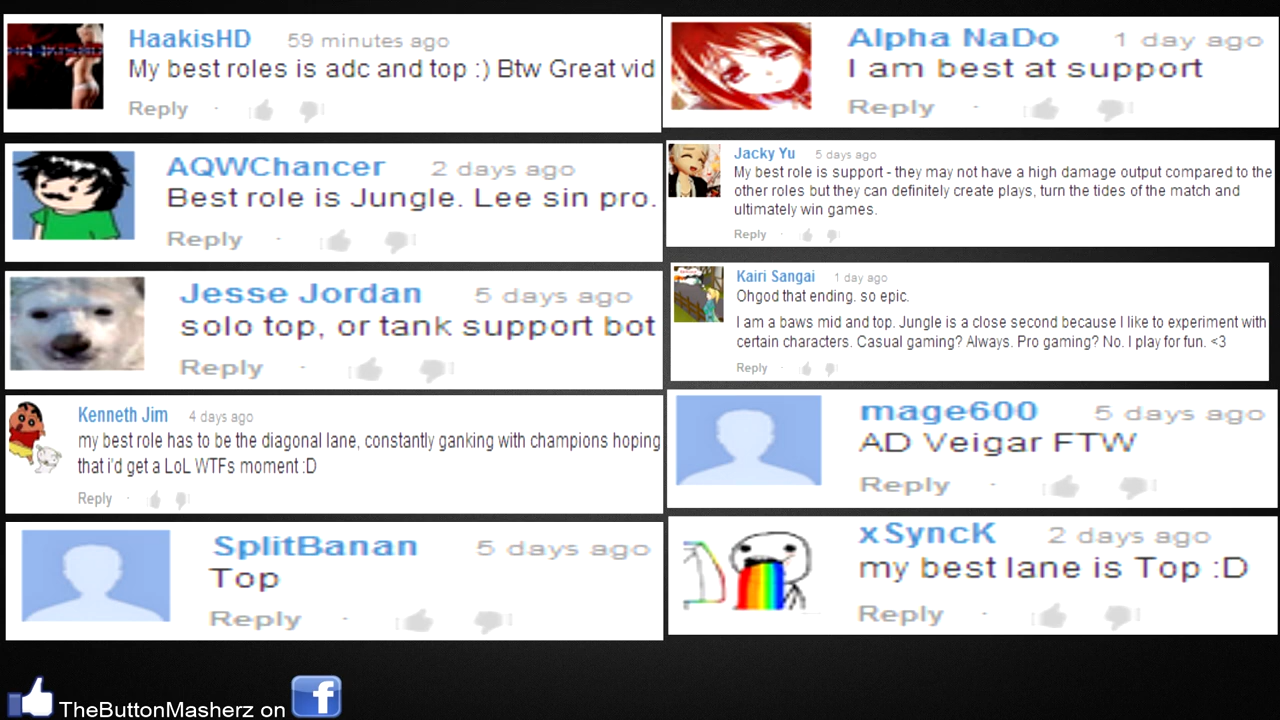 HaakisHD 59 minutes ago
My best roles is adc and top :) Btw Great vid
Reply ·
AQWChancer 2 days ago
Best role is Jungle. Lee sin pro.
Reply ·
Jesse Jordan 5 days ago
solo top, or tank support bot
Reply ·
Kenneth Jim 4 days ago
my best role has to be the diagonal lane, constantly ganking with champions hoping
that i'd get a LoL WTFs moment :D
Reply ·
SplitBanan 5 days ago
Top
Reply ·
Alpha NaDo 1 day ago
I am best at support
Reply ·
Jacky Yu 5 days ago
My best role is support - they may not have a high damage output compared to the
other roles but they can definitely create plays, turn the tides of the match and
ultimately win games.
Reply ·
Kairi Sangai 1 day ago
Ohgod that ending. so epic.
I am a baws mid and top. Jungle is a close second because I like to experiment with
certain characters. Casual gaming? Always. Pro gaming? No. I play for fun. <3
Reply ·
mage600 5 days ago
AD Veigar FTW
Reply ·
xSyncK 2 days ago
my best lane is Top :D
Reply ·
TheButtonMasherz on f